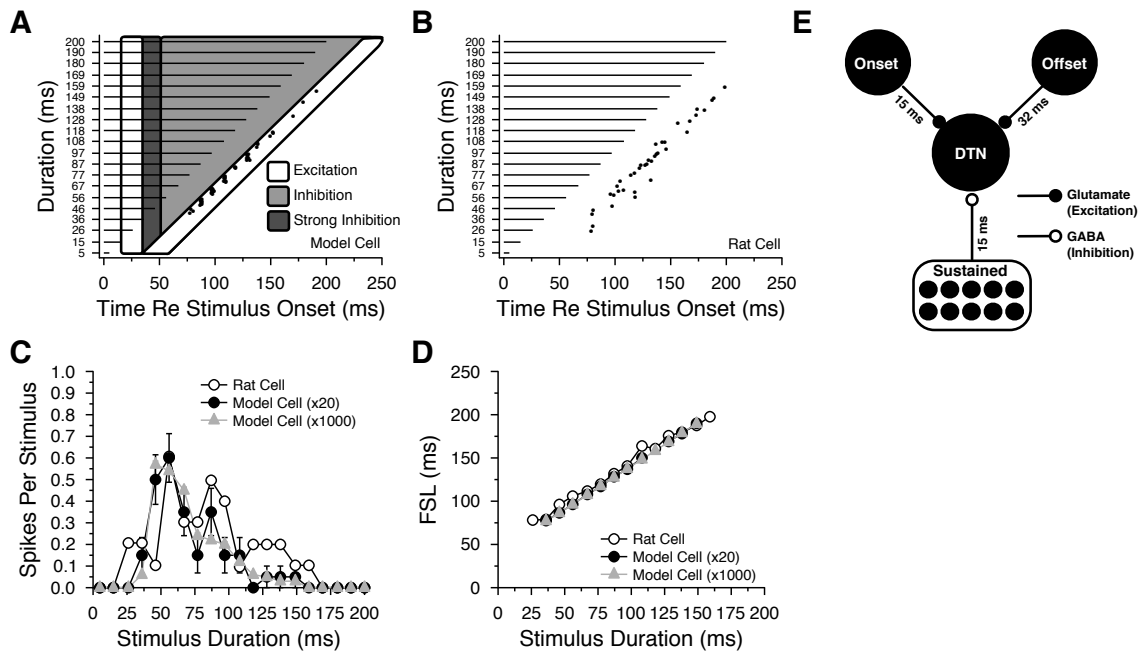 A
Duration (ms)
200
190
180
169
159
149
138
128
118
108
97
87
77
67
56
46
36
26
15
5
Excitation
Inhibition
Strong Inhibition
Model Cell
0 50 100 150 200 250
Time Re Stimulus Onset (ms)
B
Duration (ms)
200
190
180
169
159
149
138
128
118
108
97
87
77
67
56
46
36
26
15
5
Rat Cell
0 50 100 150 200 250
Time Re Stimulus Onset (ms)
E
Onset
Offset
15 ms
32 ms
DTN
Glutamate
(Excitation)
GABA
(Inhibition)
15 ms
Sustained
C
Spikes Per Stimulus
1.0
0.9
0.8
0.7
0.6
0.5
0.4
0.3
0.2
0.1
0.0
Rat Cell
Model Cell (x20)
Model Cell (x1000)
0 25 50 75 100 125 150 175 200
Stimulus Duration (ms)
D
FSL (ms)
250
200
150
100
50
0
Rat Cell
Model Cell (x20)
Model Cell (x1000)
0 25 50 75 100 125 150 175 200
Stimulus Duration (ms)